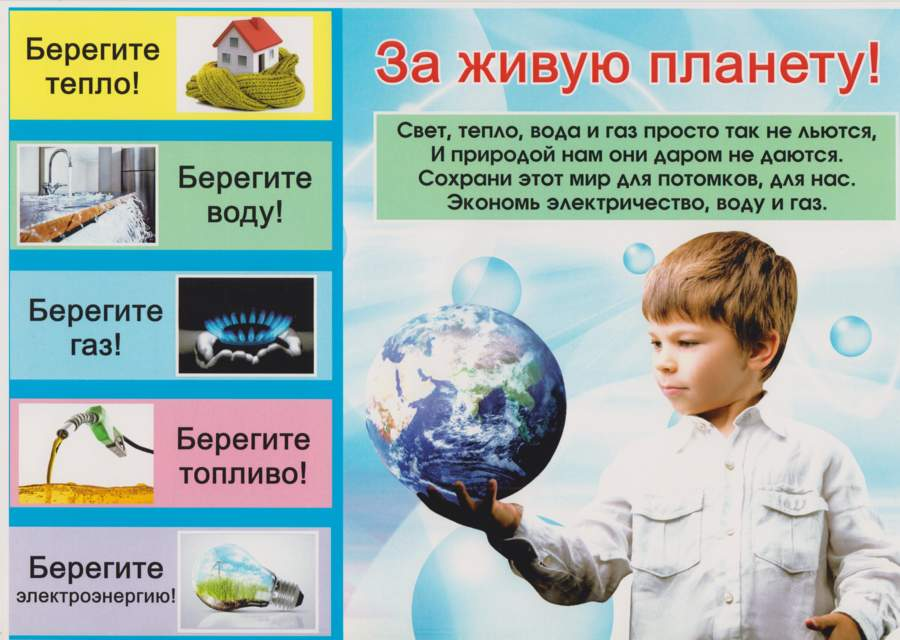 Берегите
тепло!
Берегите
воду!
Берегите
газ!
Берегите
топливо!
Берегите
электроэнергию!
За живую планету!
Свет, тепло, вода и газ просто так не льются,
И природой нам они даром не даются.
Сохрани этот мир для потомков, для нас.
Экономь электричество, воду и газ.